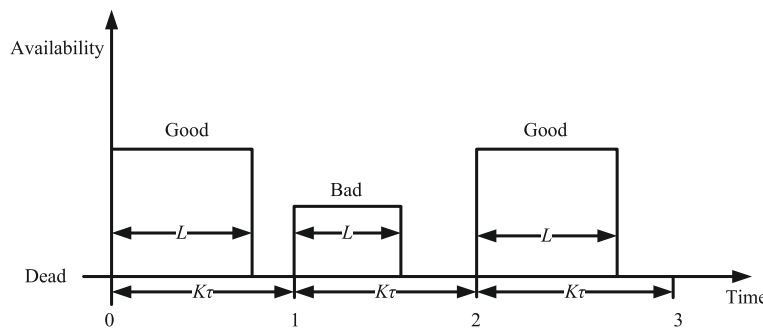 Availability
Good
Good
Bad
L
L
L
Dead
Time
Kτ
Kτ
Kτ
0
1
2
3